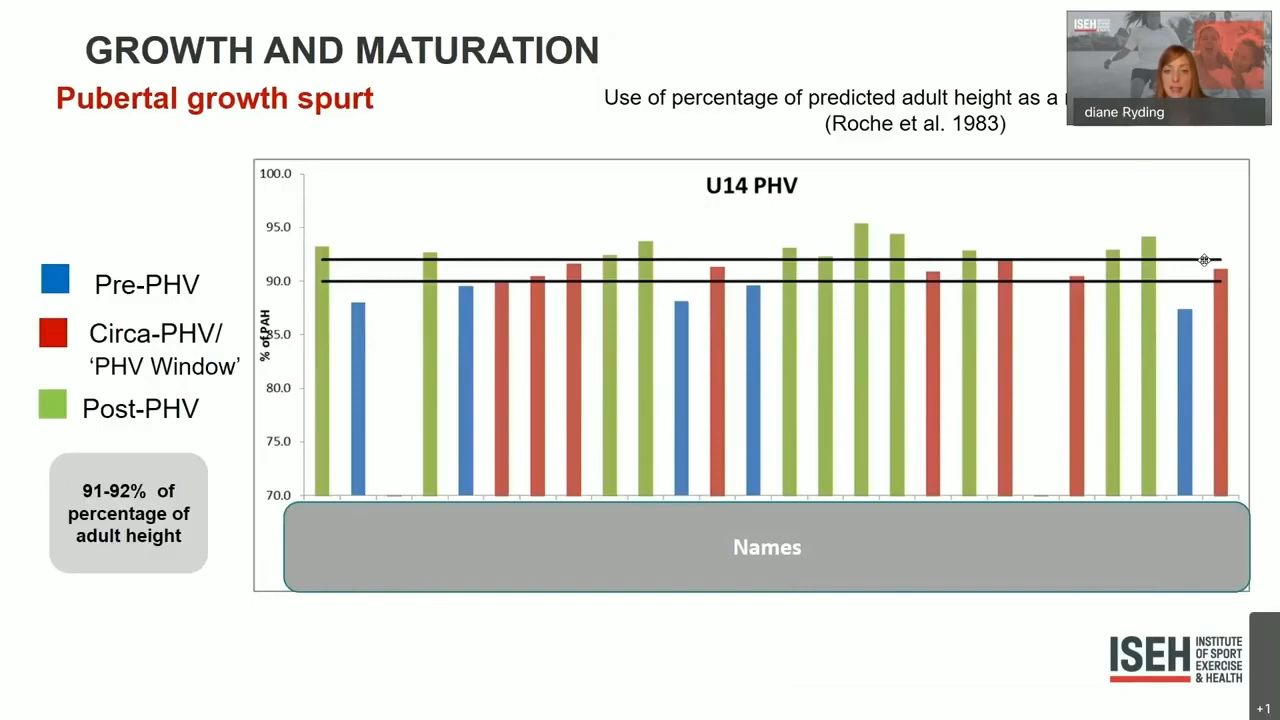 GROWTH AND MATURATION
Pubertal growth spurt
Use of percentage of predicted adult height as a
(Roche et al. 1983)
ISEH
diane Ryding
Pre-PHV
Circa-PHV/
‘PHV Window’
Post-PHV
91-92% of
percentage of
adult height
U14 PHV
100.0
95.0
90.0
85.0
80.0
75.0
70.0
% of PAH
Names
ISEH INSTITUTE
OF SPORT
EXERCISE
& HEALTH
+1